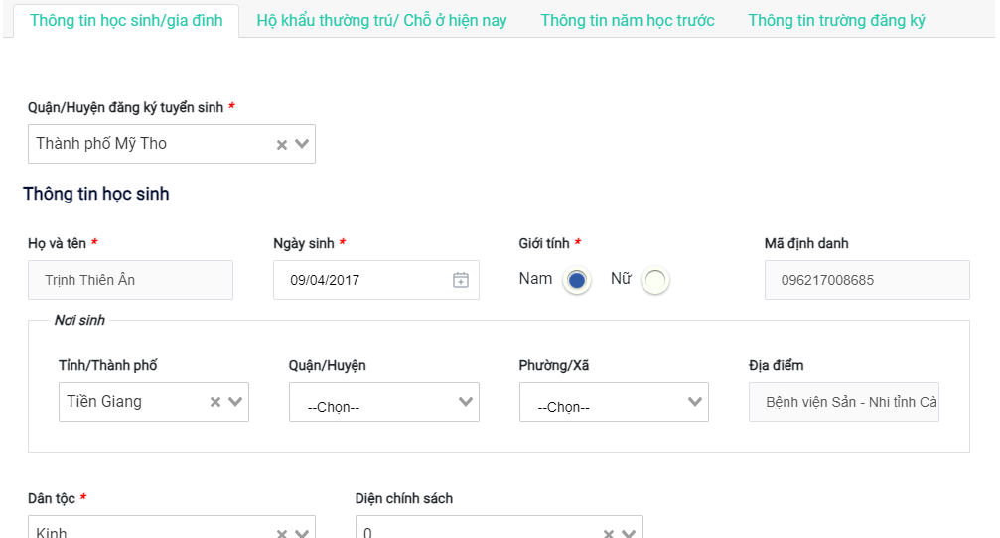 Thông tin học sinh/gia đình Hộ khẩu thường trú/ Chỗ ở hiện nay Thông tin năm học trước Thông tin trường đăng ký
Quận/Huyện đăng ký tuyển sinh *
Thành phố Mỹ Tho
Thông tin học sinh
Họ và tên * Ngày sinh * Giới tính * Mã định danh
Trịnh Thiên Ân 09/04/2017 Nam Nữ 096217008685
Nơi sinh
Tỉnh/Thành phố Quận/Huyện Phường/Xã Địa điểm
Tiền Giang --Chọn-- --Chọn-- Bệnh viện Sản - Nhi tỉnh Cà
Dân tộc * Diện chính sách
Kinh 0